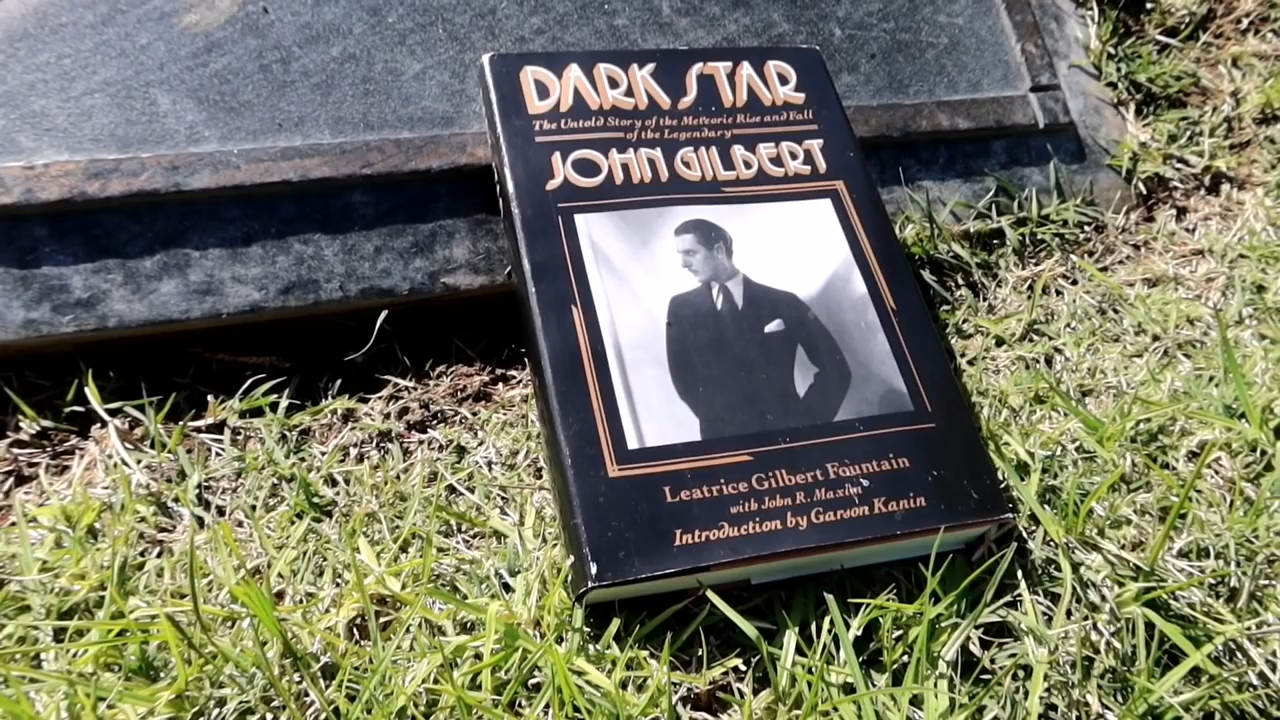 DARK STAR
The Untold Story of the Meteoric Rise and Fall
of the Legendary
JOHN GILBERT
Leatrice Gilbert Fountain
with John R. Maxim
Introduction by Garson Kanin